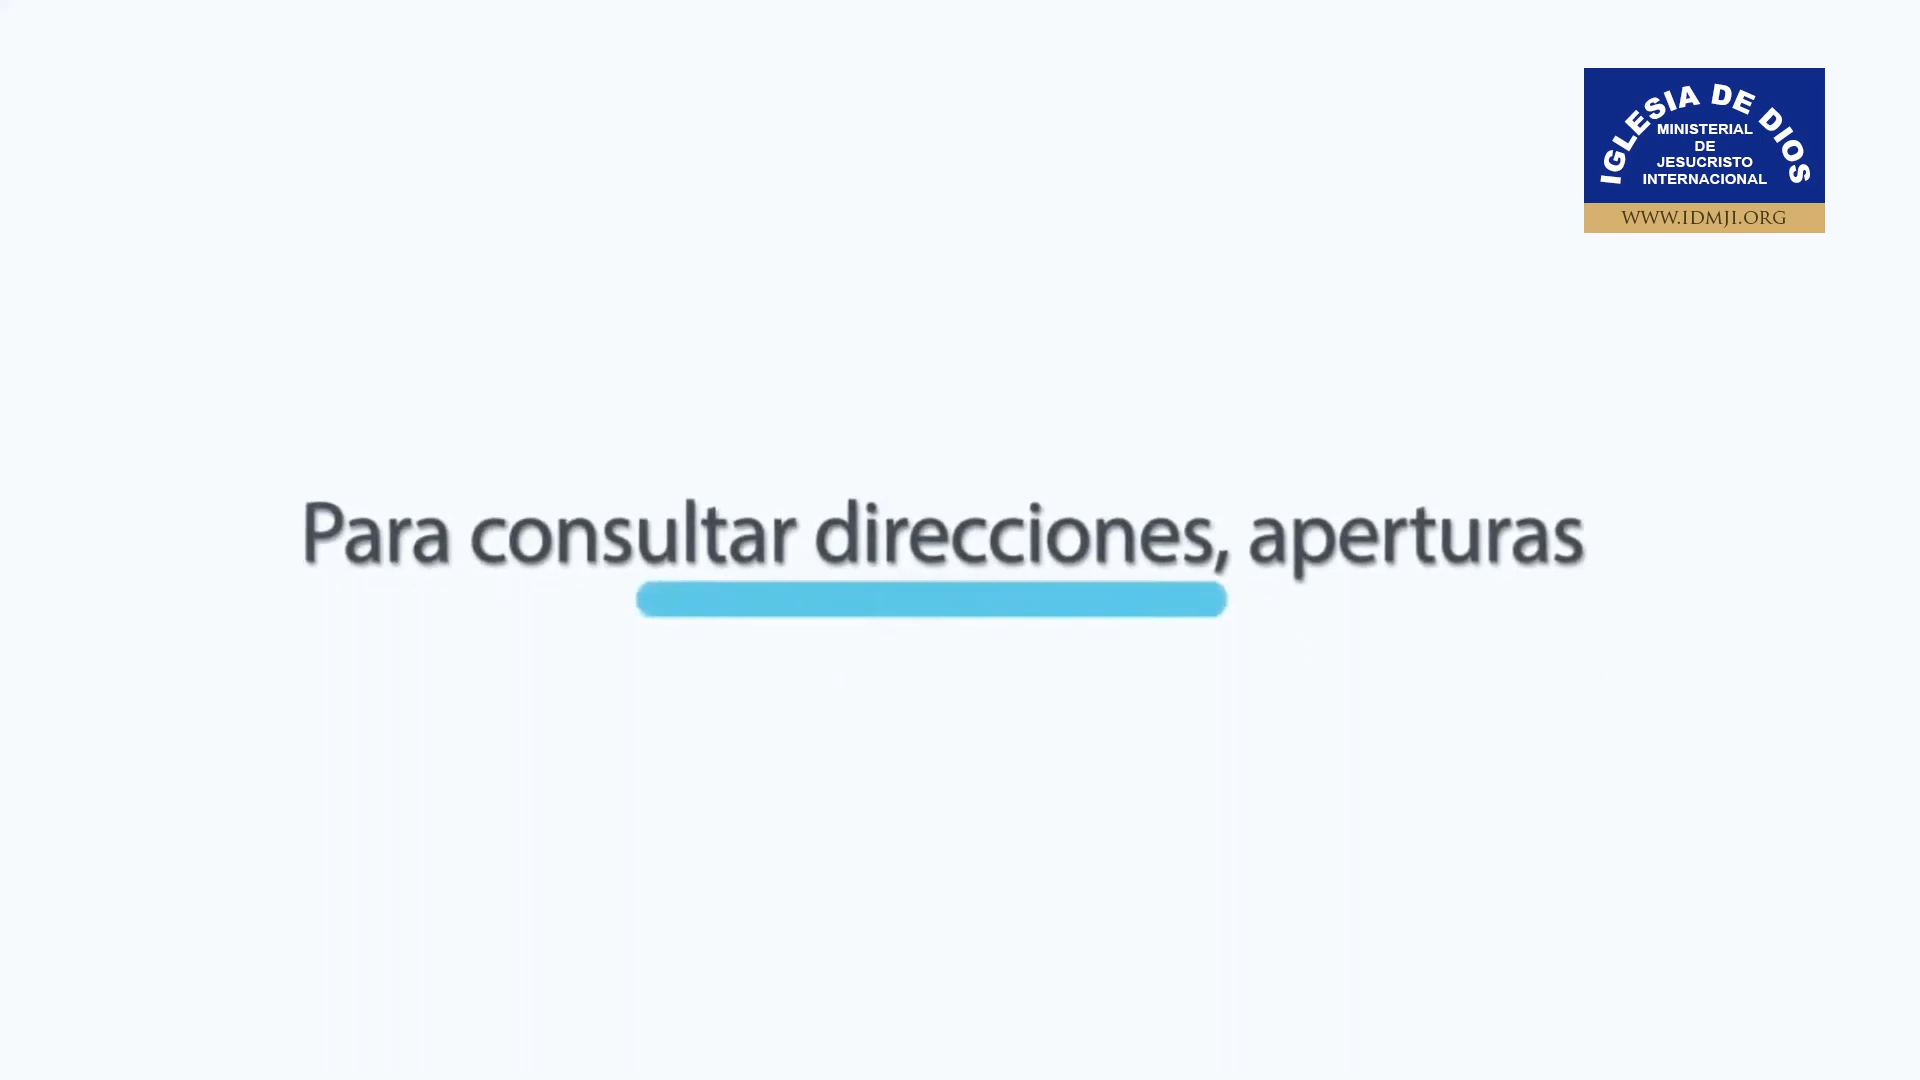 IGLESIA DE DIOS
MINISTERIAL
DE
JESUCRISTO
INTERNACIONAL
WWW.IDMJI.ORG
Para consultar direcciones, aperturas